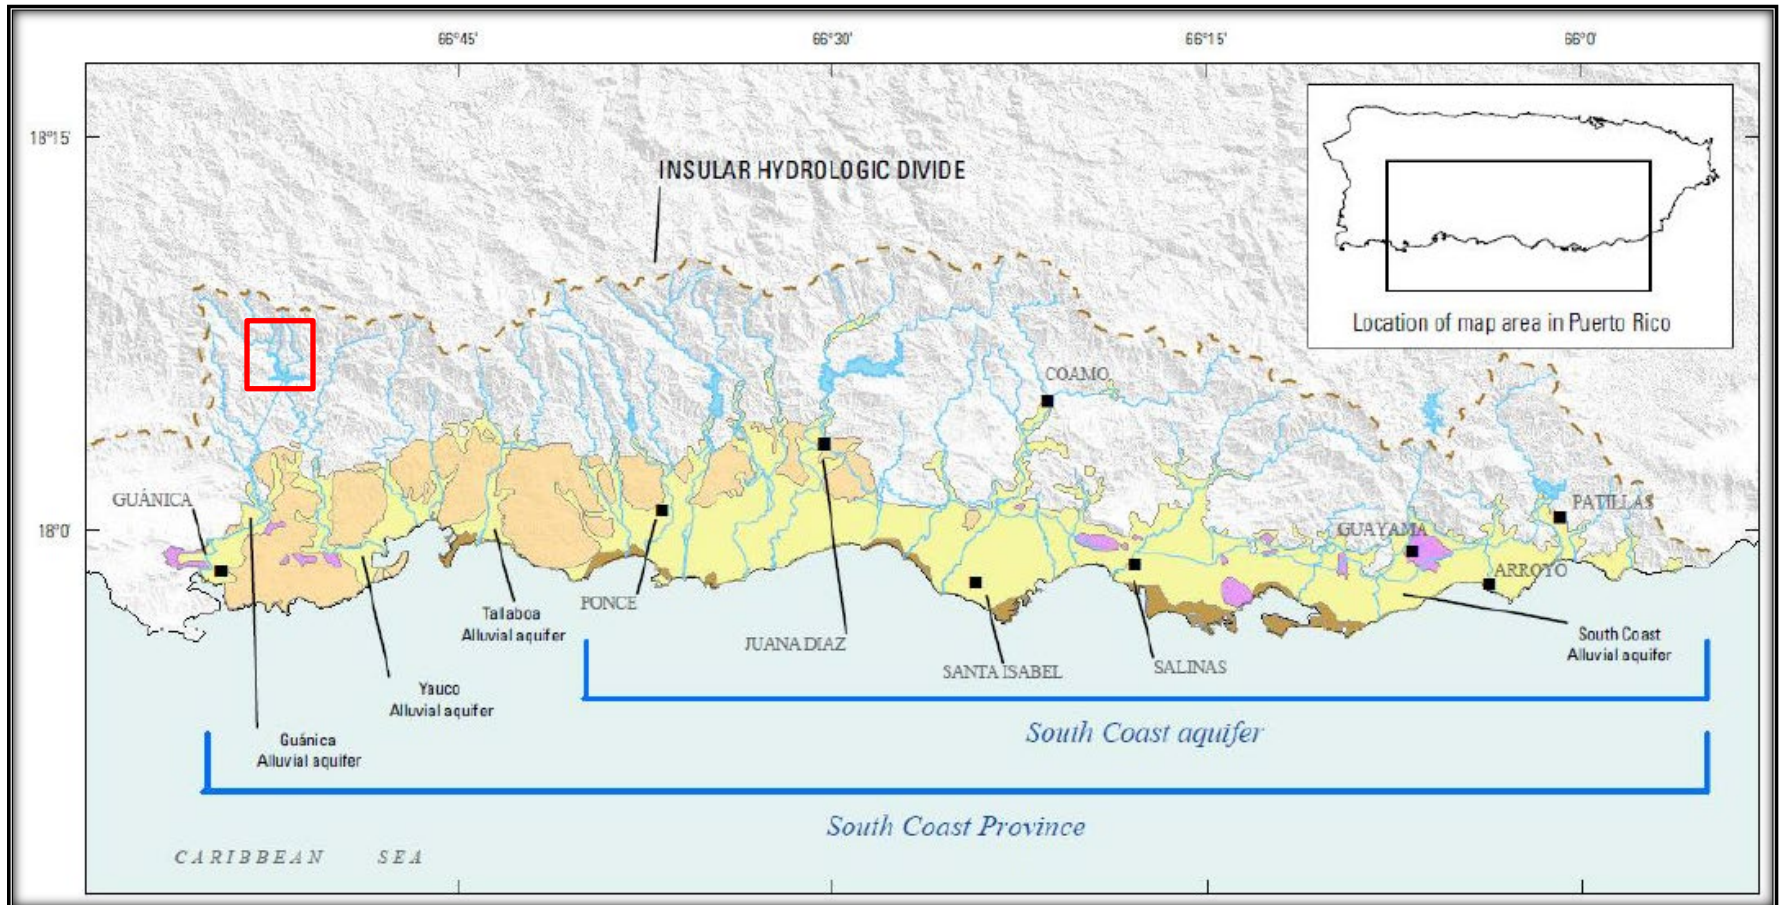 66°45'
66°30'
66°15'
66°0'
18°15'
INSULAR HYDROLOGIC DIVIDE
Location of map area in Puerto Rico
COAMO
GUÁNICA
PATILLAS
18°0'
GUAYAMA
ARROYO
PONCE
Tallaboa
Alluvial aquifer
JUANA DIAZ
SANTA ISABEL
SALINAS
South Coast
Alluvial aquifer
Yauco
Alluvial aquifer
South Coast aquifer
Guánica
Alluvial aquifer
South Coast Province
CARIBBEAN SEA